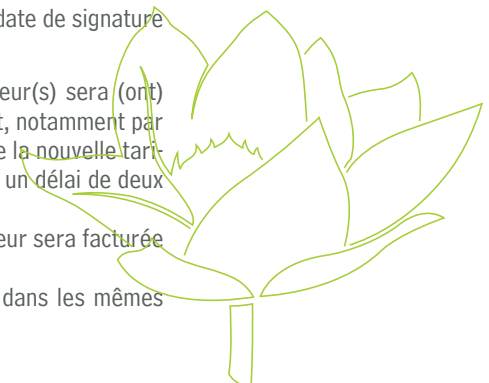 date de signature
eur(s) sera (ont)
t, notamment par
e la nouvelle tari-
un délai de deux
eur sera facturée
dans les mêmes